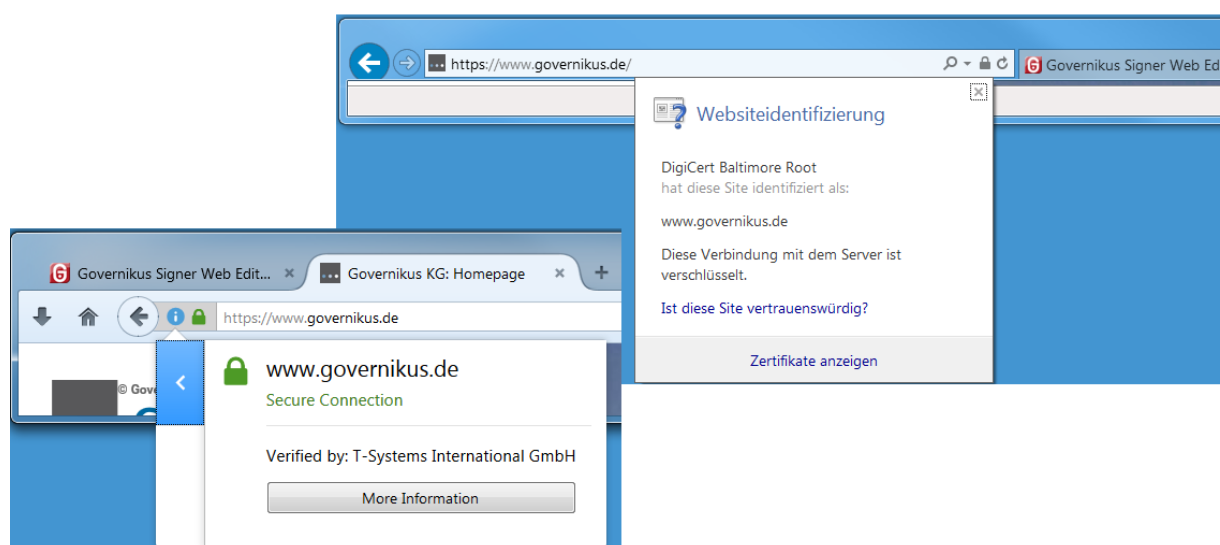 https://www.governikus.de/
Governikus Signer Web Ed
Websiteidentifizierung
DigiCert Baltimore Root
hat diese Site identifiziert als:
www.governikus.de
Diese Verbindung mit dem Server ist
verschlüsselt.
Ist diese Site vertrauenswürdig?
Zertifikate anzeigen
Governikus Signer Web Edit...
Governikus KG: Homepage
https://www.governikus.de
© Gove
www.governikus.de
Secure Connection
Verified by: T-Systems International GmbH
More Information